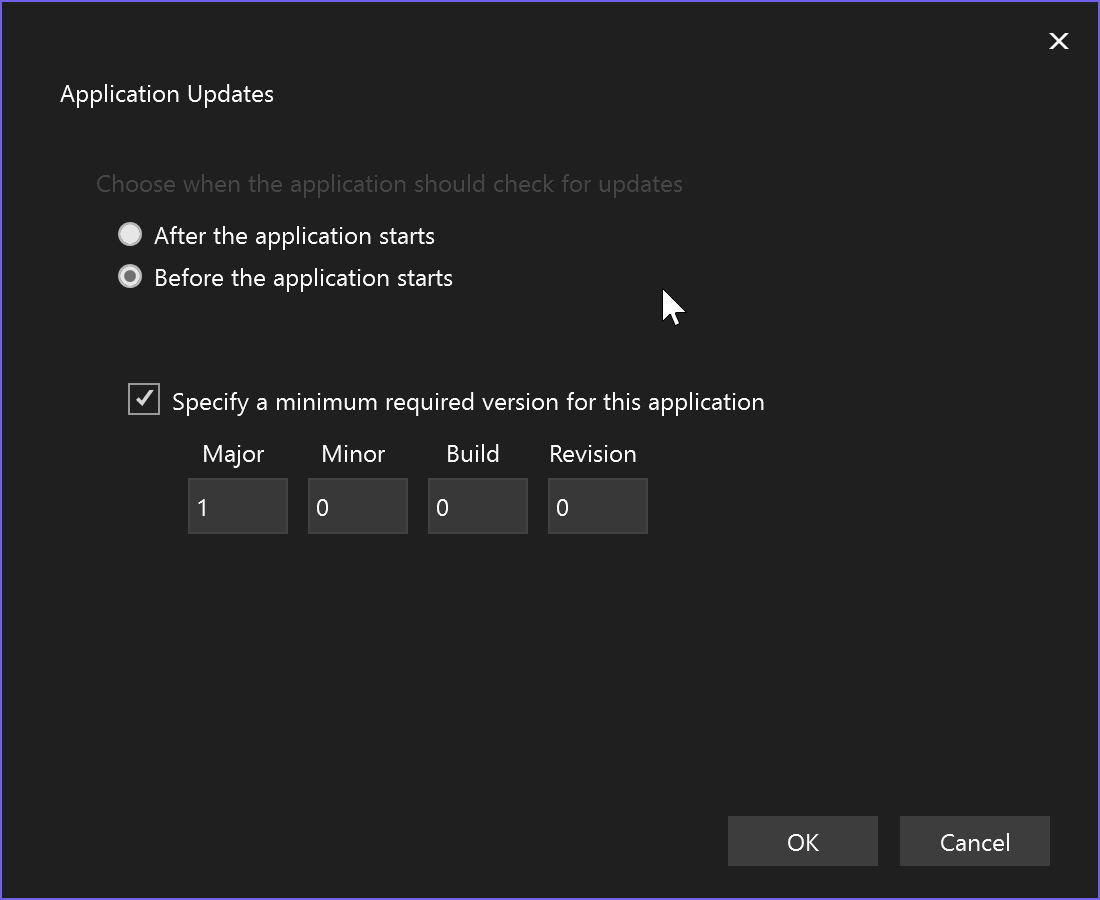 Application Updates
Choose when the application should check for updates
After the application starts
Before the application starts
Specify a minimum required version for this application
Major Minor Build Revision
1 0 0 0
OK Cancel